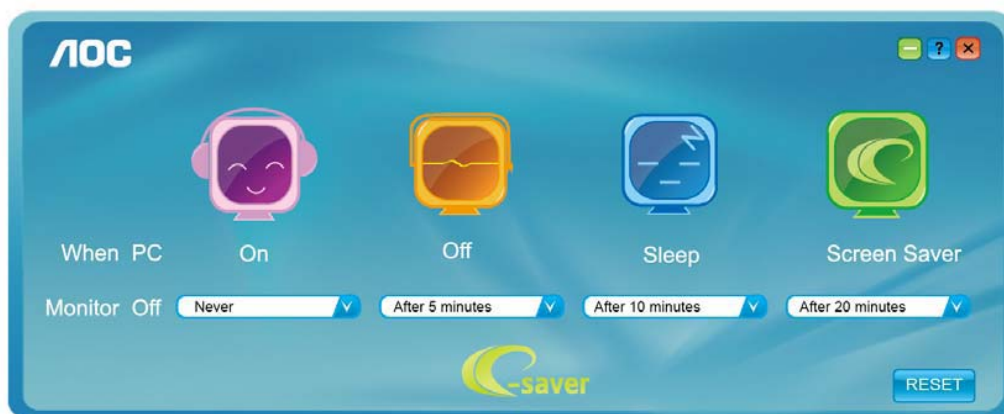 AOC
?
When PC On Off Sleep Screen Saver
Monitor Off Never After 5 minutes After 10 minutes After 20 minutes
e-saver
RESET